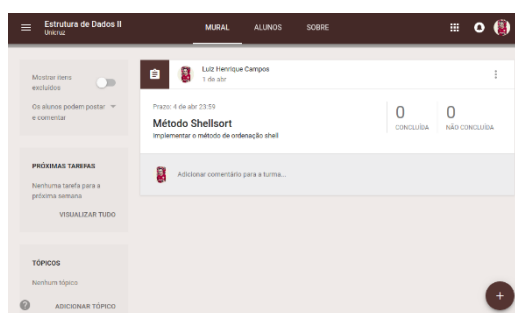 Estrutura de Dados II
Unicruz
MURAL
ALUNOS
SOBRE
Mostrar itens
excluídos
Os alunos podem postar
e comentar
PRÓXIMAS TAREFAS
Nenhuma tarefa para a
próxima semana
VISUALIZAR TUDO
TÓPICOS
Nenhum tópico
ADICIONAR TÓPICO
Luiz Henrique Campos
1 de abr
Prazo: 4 de abr 23:59
Método Shellsort
Implementar o método de ordenação shell
0
CONCLUÍDA
0
NÃO CONCLUÍDA
Adicionar comentário para a turma...